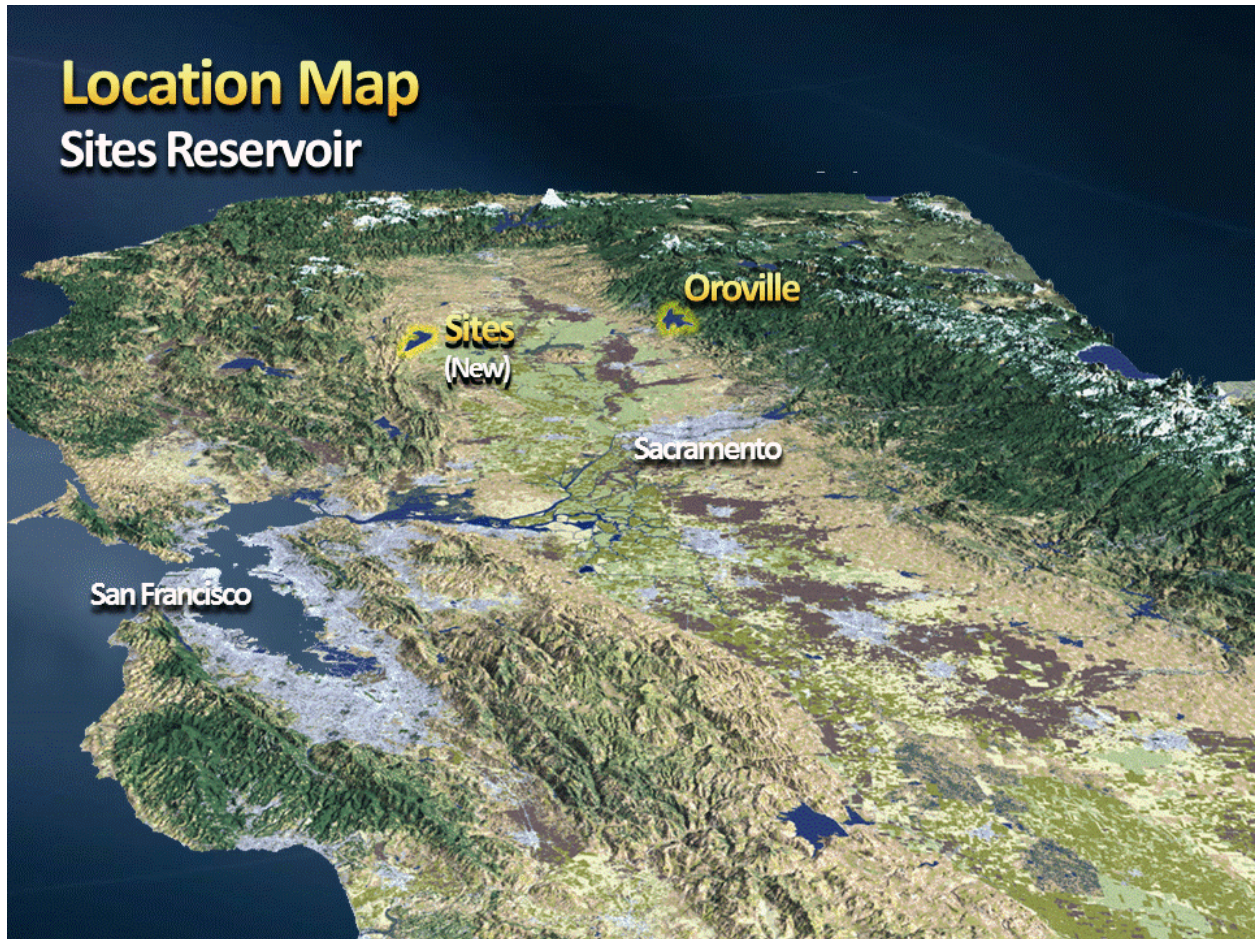 Location Map
Sites Reservoir
Oroville
Sites
(New)
Sacramento
San Francisco